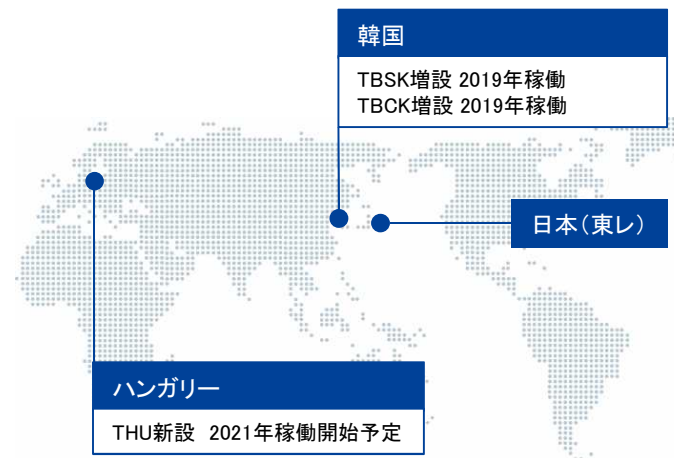 韓国
TBSK増設 2019年稼働
TBCK増設 2019年稼働
日本（東レ）
ハンガリー
THU新設 2021年稼働開始予定